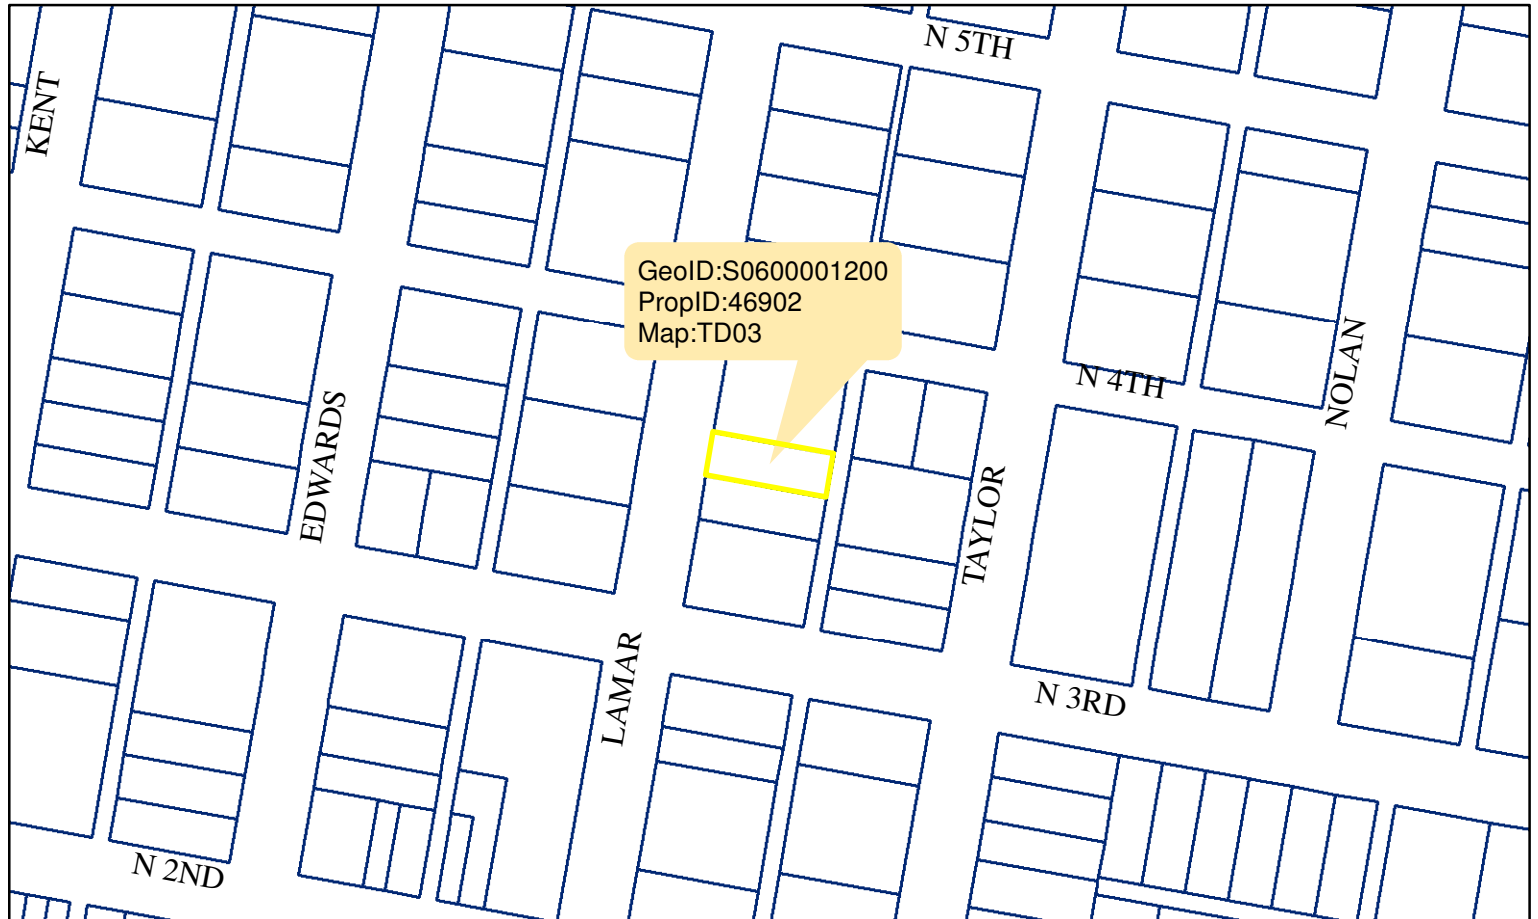 N 5TH
KENT
GeoID:S0600001200
PropID:46902
Map:TD03
N 4TH
NOLAN
EDWARDS
TAYLOR
LAMAR
N 3RD
N 2ND